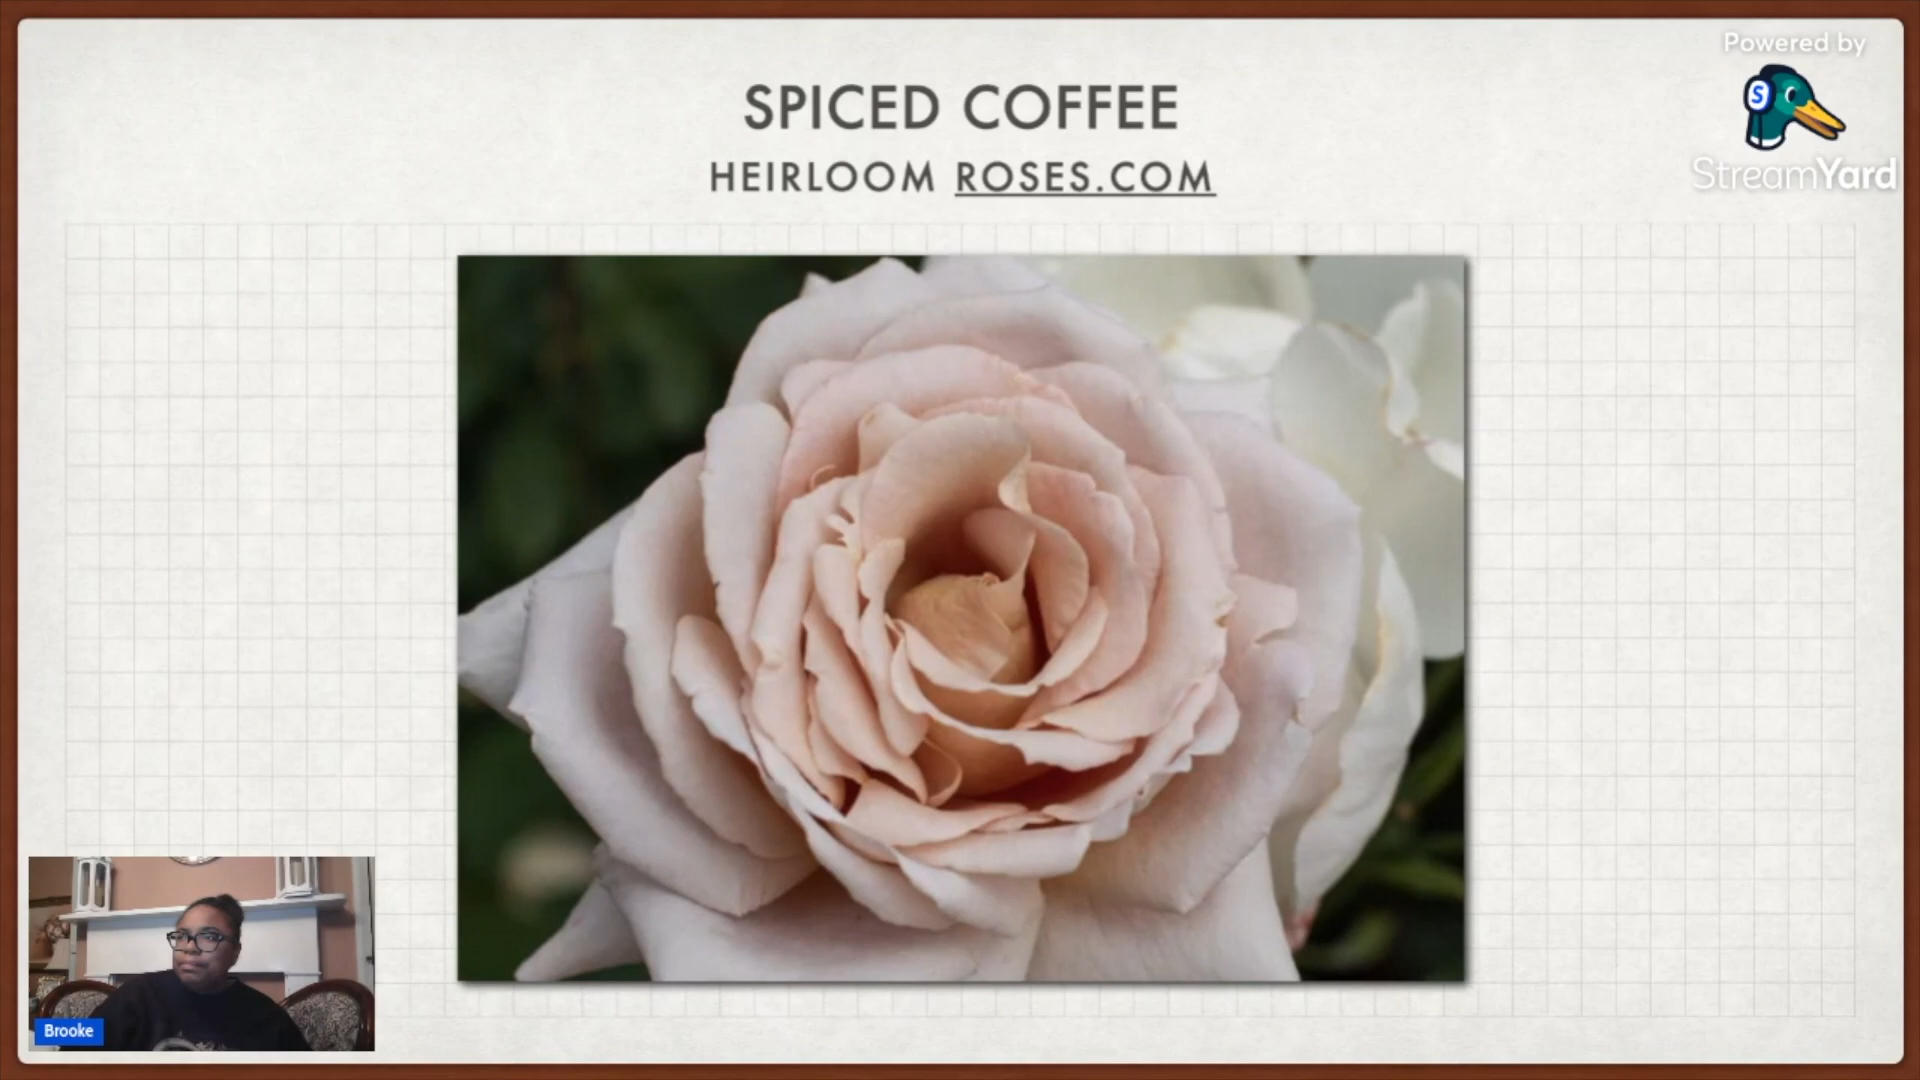 SPICED COFFEE
HEIRLOOM ROSES.COM
Powered by
S
StreamYard
Brooke